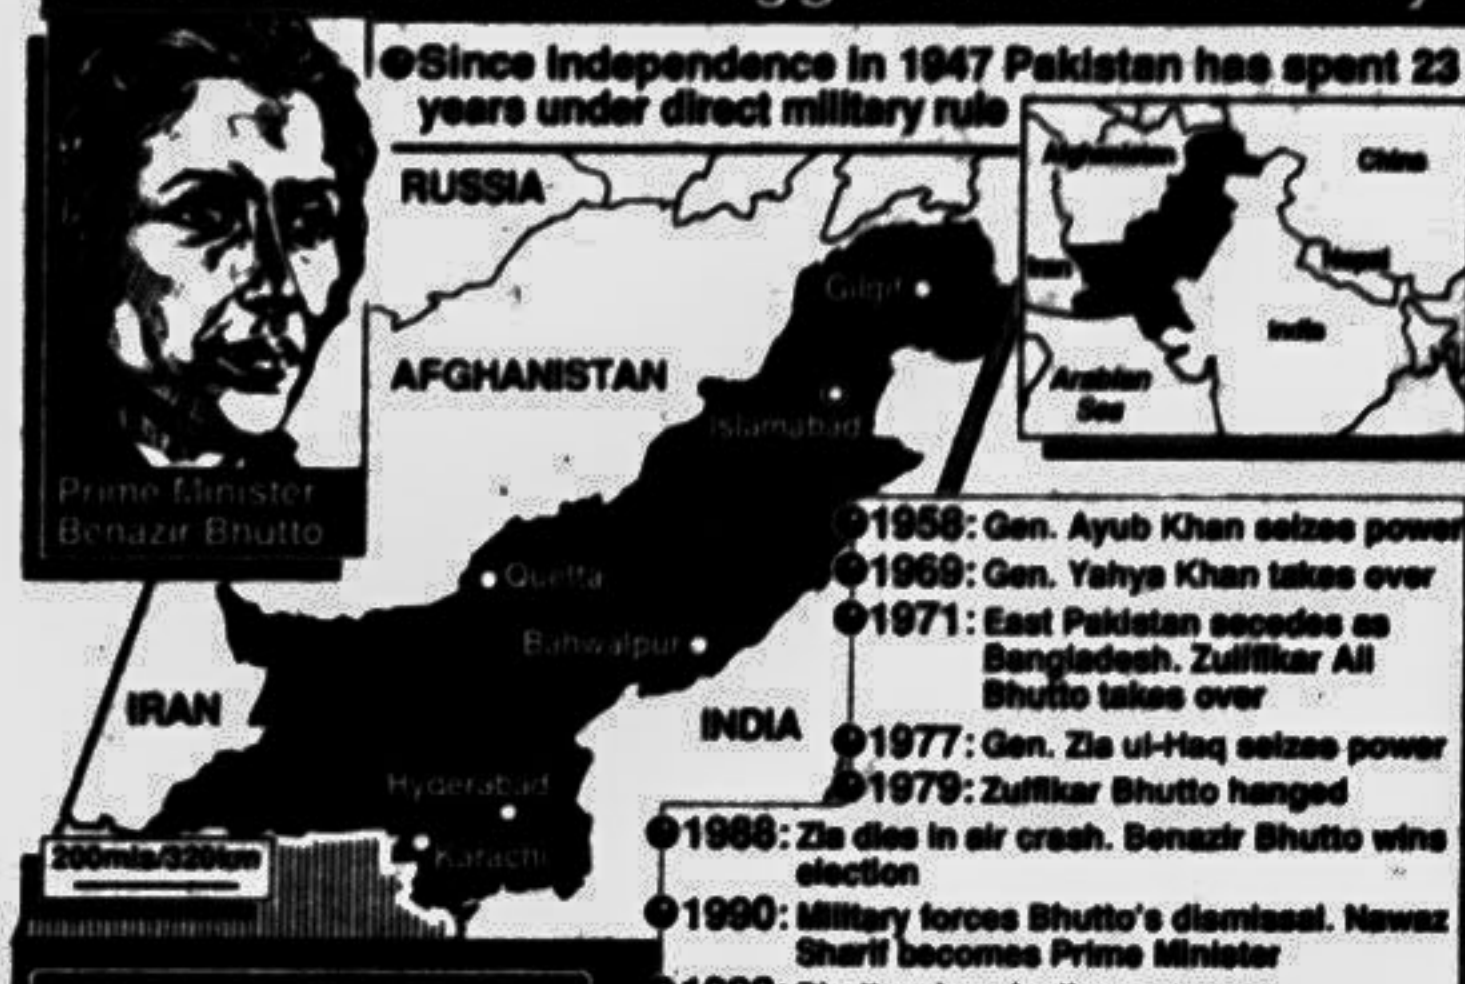 ●Since Independence in 1947 Pakistan has spent 23
years under direct military rule
RUSSIA
Gilgit
AFGHANISTAN
Islamabad
Quetta
Bahwalpur
IRAN
INDIA
Hyderabad
Karachi
200mls/320km
Prime Minister
Benazir Bhutto
Afghanistan
China
Iran
Nepal
India
Arabian
Sea
1958: Gen. Ayub Khan seizes power
1969: Gen. Yahya Khan takes over
1971: East Pakistan secedes as
Bangladesh. Zulfikar Ali
Bhutto takes over
1977: Gen. Zia ul-Haq seizes power
1979: Zulfikar Bhutto hanged
1988: Zia dies in air crash. Benazir Bhutto wins
election
1990: Military forces Bhutto's dismissal. Nawaz
Sharif becomes Prime Minister